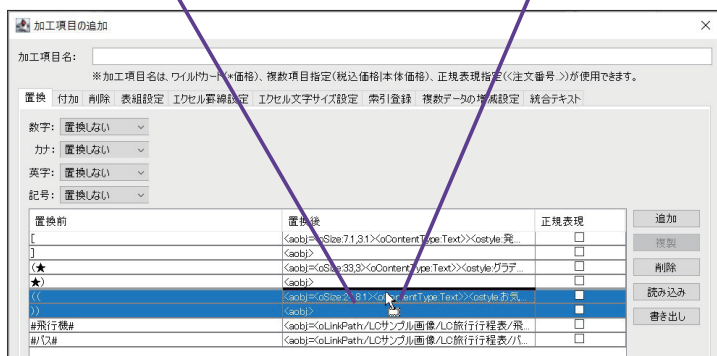 加工項目の追加
加工項目名:
※加工項目名は、ワイルドカード(*価格)、複数項目指定(税込価格|本体価格)、正規表現指定(<注文番号.>)が使用できます。
置換 付加 削除 表組設定 エクセル罫線設定 エクセル文字サイズ設定 索引登録 複数データの増減設定 統合テキスト
数字: 置換しない
カナ: 置換しない
英字: 置換しない
記号: 置換しない
置換前 置換後 正規表現
[ <aobj=<oSize:7.1,3.1><oContentType:Text>><ostyle:発...
] <aobj>
(★ <aobj=<oSize:33,3><oContentType:Text>><ostyle:グラデ...
★) <aobj>
(( <aobj=<oSize: 8.1><oContentType:Text>><ostyle:お気...
)) <aobj>
#飛行機# <aobj=<oLinkPath:/LCサンプル画像/LC旅行行程表/飛...
#バス# <aobj=<oLinkPath:/LCサンプル画像/LC旅行行程表/バ...
追加
複製
削除
読み込み
書き出し